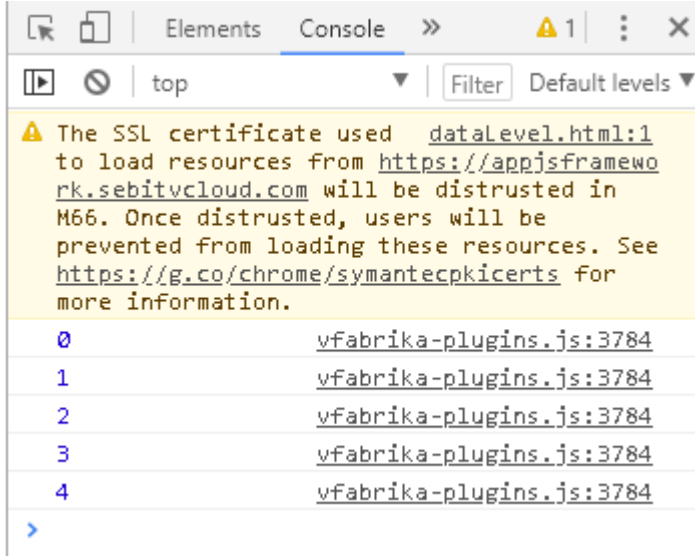 Elements Console » 1
top Filter Default levels
The SSL certificate used dataLevel.html:1
to load resources from https://appjsframewo
rk.sebitvcloud.com will be distrusted in
M66. Once distrusted, users will be
prevented from loading these resources. See
https://g.co/chrome/symantecpkicerts for
more information.
0 vfabrika-plugins.js:3784
1 vfabrika-plugins.js:3784
2 vfabrika-plugins.js:3784
3 vfabrika-plugins.js:3784
4 vfabrika-plugins.js:3784